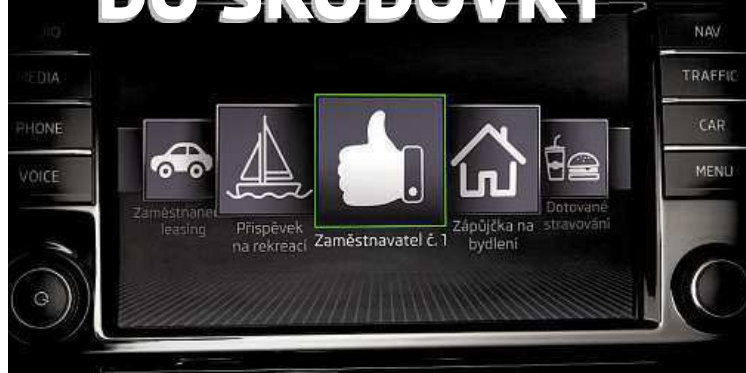 DO ŠKODOVKY
MEDIA
PHONE
VOICE
NAV
TRAFFIC
CAR
MENU
Zaměstnanec
leasing
Příspěvek
na rekreaci
Zaměstnavatel č. 1
Zápůjčka na
bydlení
Dotované
stravování